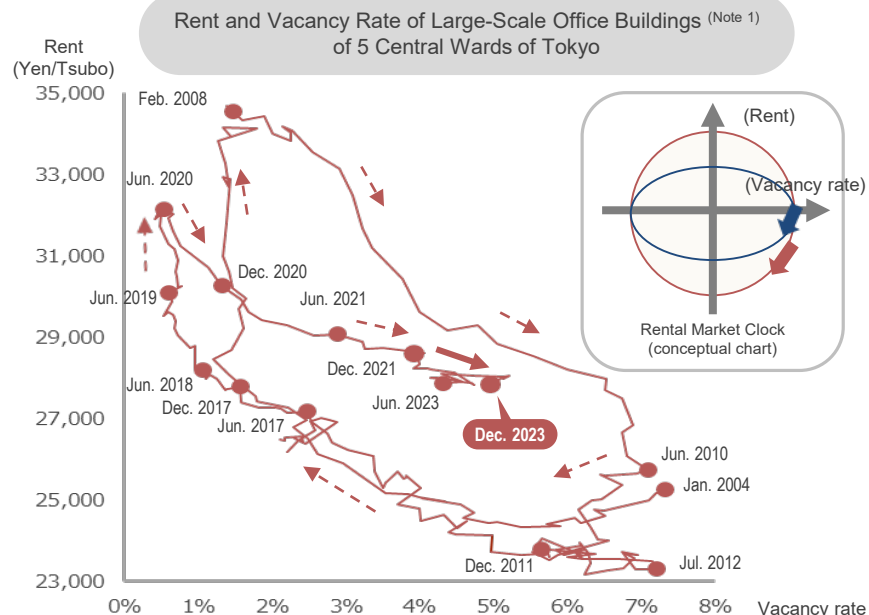 Rent and Vacancy Rate of Large-Scale Office Buildings (Note 1)
of 5 Central Wards of Tokyo
Rent
(Yen/Tsubo)
35,000
33,000
31,000
29,000
27,000
25,000
23,000
Feb. 2008
Jun. 2020
Dec. 2020
Jun. 2019
Jun. 2021
Dec. 2021
Jun. 2018
Dec. 2017
Jun. 2017
Jun. 2023
Dec. 2023
Jun. 2010
Jan. 2004
Dec. 2011
Jul. 2012
0%
1%
2%
3%
4%
5%
6%
7%
8%
Vacancy rate
(Rent)
(Vacancy rate)
Rental Market Clock
(conceptual chart)